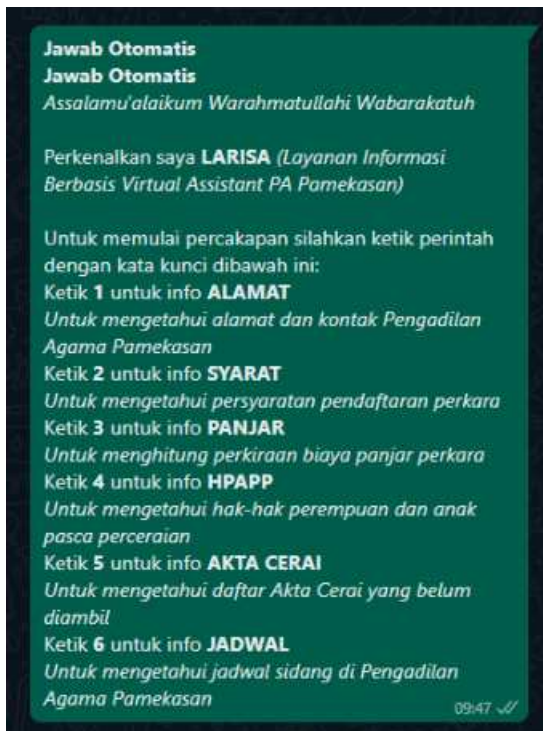 Jawab Otomatis
Jawab Otomatis
Assalamu'alaikum Warahmatullahi Wabarakatuh
Perkenalkan saya LARISA (Layanan Informasi
Berbasis Virtual Assistant PA Pamekasan)
Untuk memulai percakapan silahkan ketik perintah
dengan kata kunci dibawah ini:
Ketik 1 untuk info ALAMAT
Untuk mengetahui alamat dan kontak Pengadilan
Agama Pamekasan
Ketik 2 untuk info SYARAT
Untuk mengetahui persyaratan pendaftaran perkara
Ketik 3 untuk info PANJAR
Untuk menghitung perkiraan biaya panjar perkara
Ketik 4 untuk info HPAPP
Untuk mengetahui hak-hak perempuan dan anak
pasca perceraian
Ketik 5 untuk info AKTA CERAI
Untuk mengetahui daftar Akta Cerai yang belum
diambil
Ketik 6 untuk info JADWAL
Untuk mengetahui jadwal sidang di Pengadilan
Agama Pamekasan
09:47